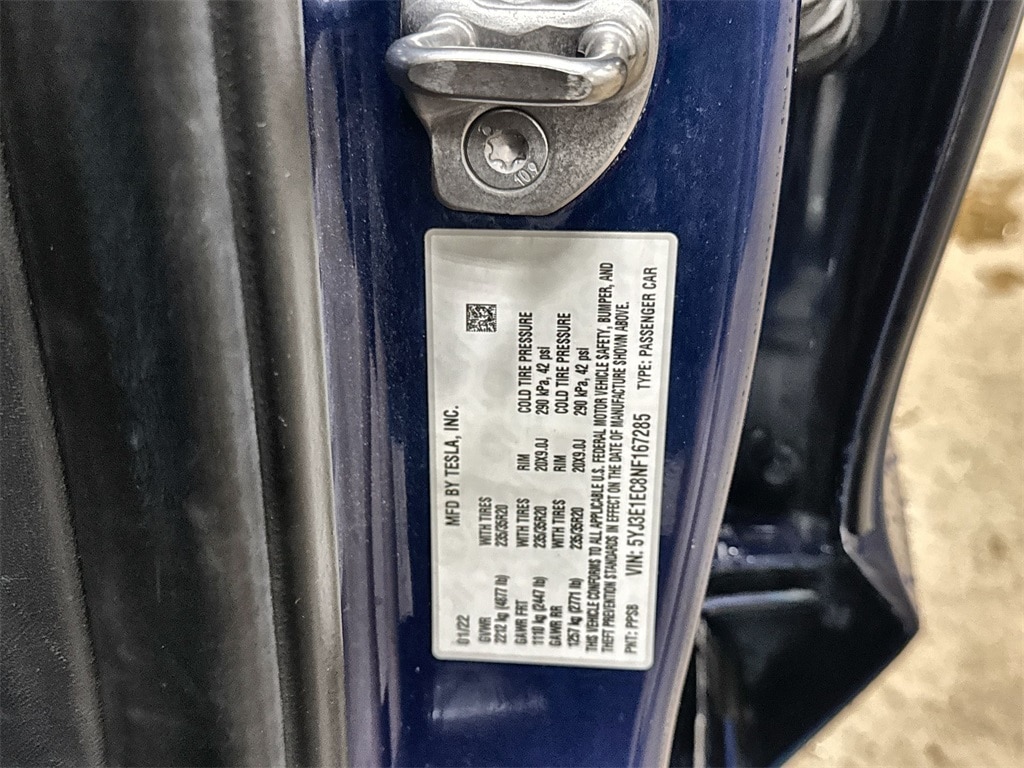 10.9
01/22 MFD BY TESLA, INC.
GVWR WITH TIRES
2212 kg (4877 lb) 235/35R20
GAWR FRT WITH TIRES RIM COLD TIRE PRESSURE
1110 kg (2447 lb) 235/35R20 20X9.0J 290 kPa, 42 psi
GAWR RR WITH TIRES RIM COLD TIRE PRESSURE
1257 kg (2771 lb) 235/35R20 20X9.0J 290 kPa, 42 psi
THIS VEHICLE CONFORMS TO ALL APPLICABLE U.S. FEDERAL MOTOR VEHICLE SAFETY, BUMPER, AND
THEFT PREVENTION STANDARDS IN EFFECT ON THE DATE OF MANUFACTURE SHOWN ABOVE.
PNT: PPSB VIN: 5YJ3E1EC8NF167285 TYPE: PASSENGER CAR